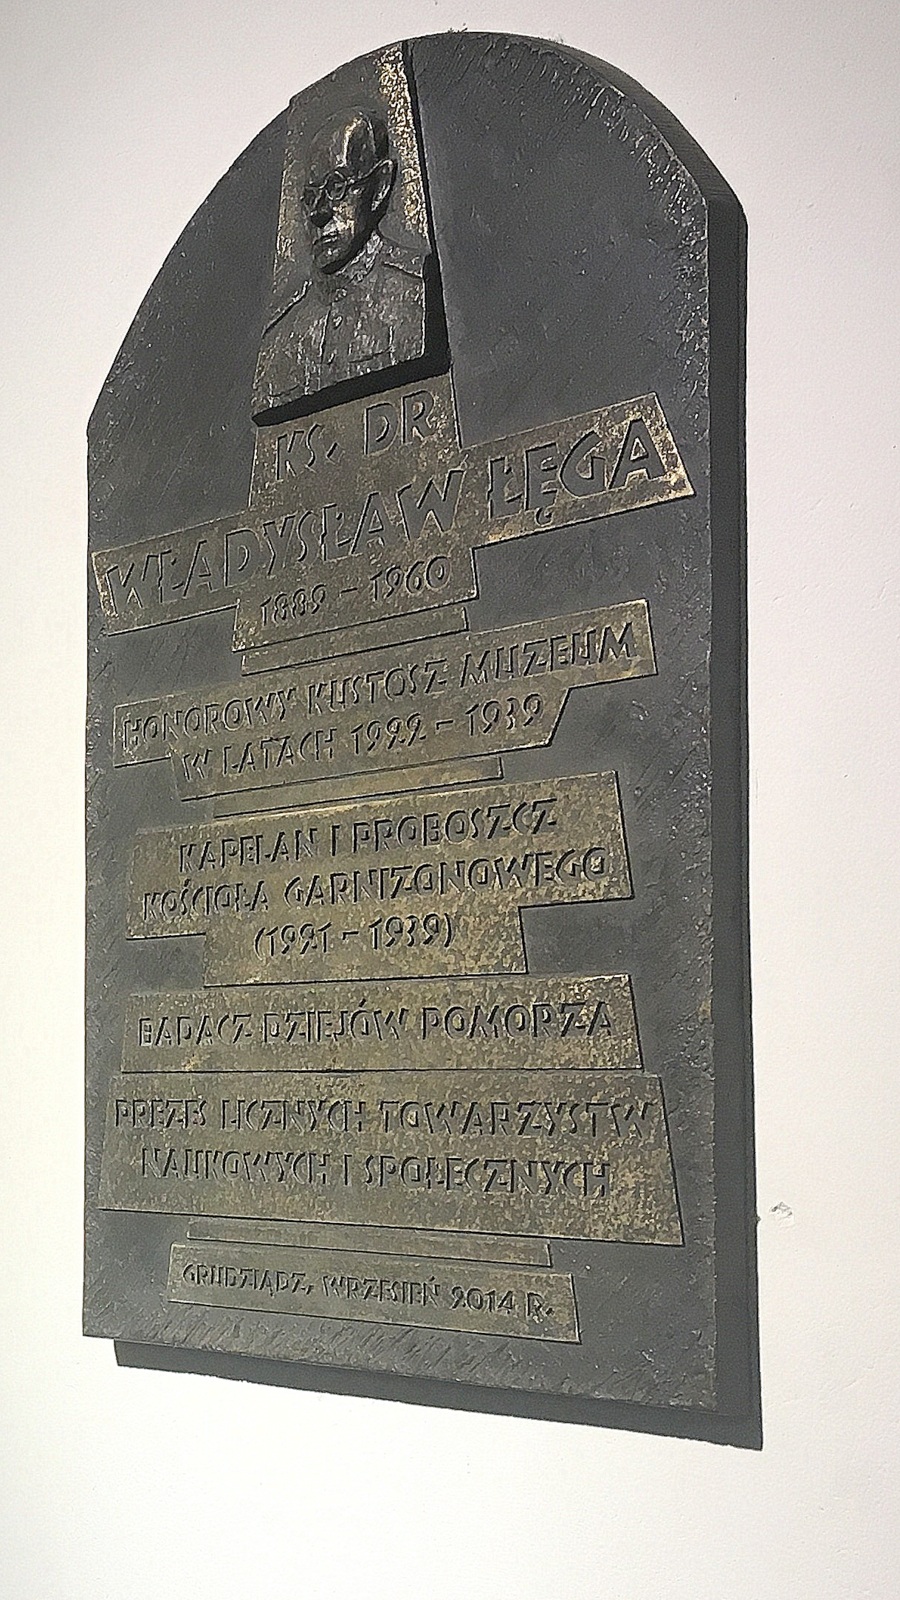 KS. DR
WŁADYSŁAW ŁĘGA
1889 - 1960
HONOROWY KUSTOSZ MUZEUM
W LATACH 1922 - 1939
KAPELAN I PROBOSZCZ
KOŚCIOŁA GARNIZONOWEGO
(1921 - 1939)
BADACZ DZIEJÓW POMORZA
PREZES LICZNYCH TOWARZYSTW
NAUKOWYCH I SPOŁECZNYCH
GRUDZIĄDZ, WRZESIEŃ 2014 R.